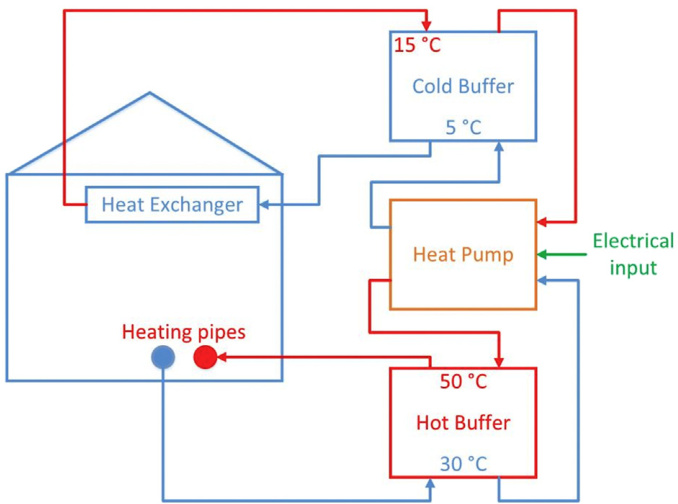 15 °C
Cold Buffer
5 °C
Heat Exchanger
Heat Pump
Electrical
input
Heating pipes
50 °C
Hot Buffer
30 °C